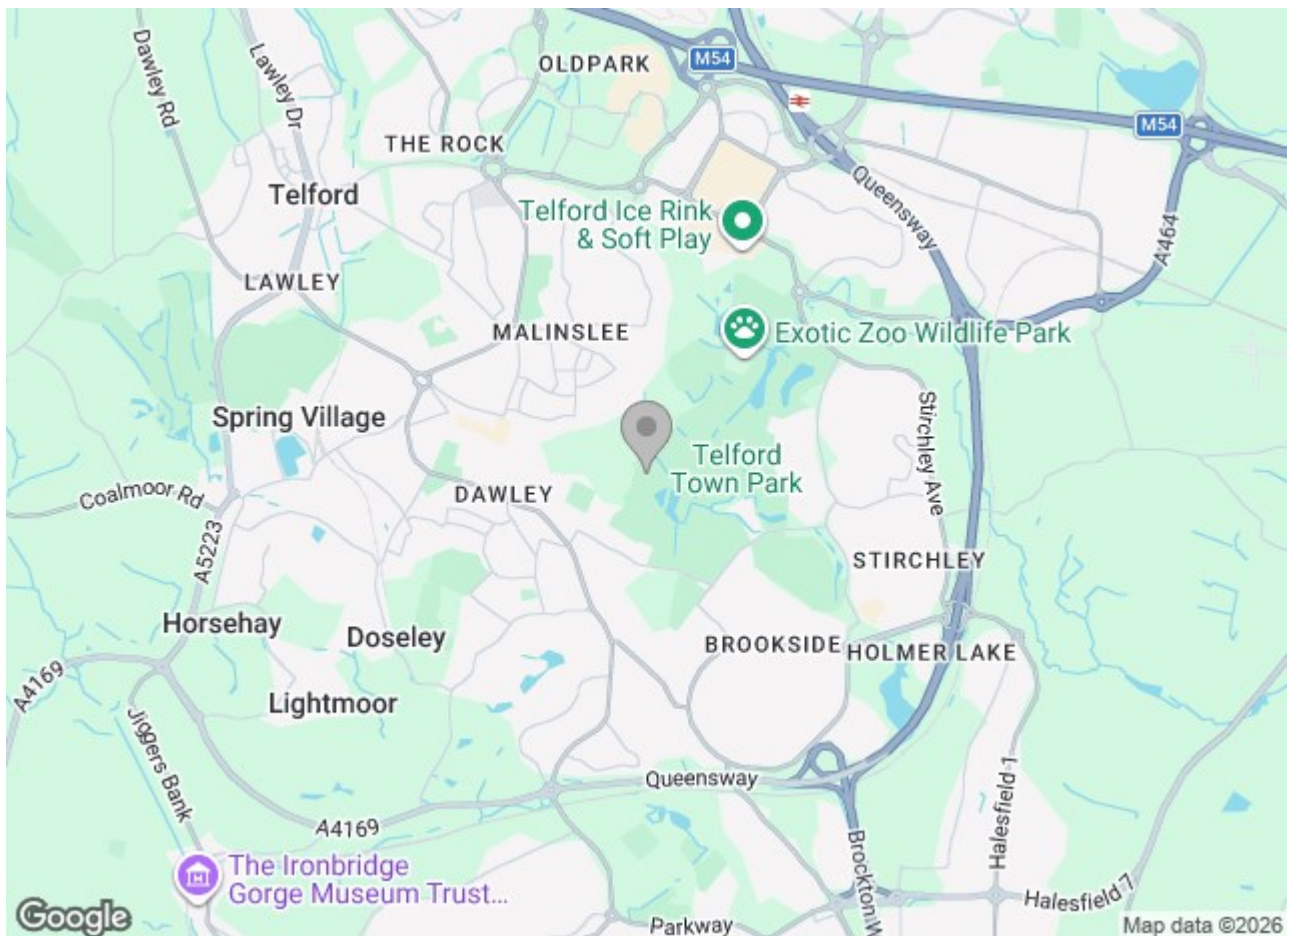 Dawley Rd
Lawley Dr
OLDPARK
M54
M54
THE ROCK
Telford
Telford Ice Rink
& Soft Play
Queensway
A464
LAWLEY
MALINSLEE
Exotic Zoo Wildlife Park
Spring Village
Stirchley Ave
Telford
Town Park
Coalmoor Rd
DAWLEY
A5223
STIRCHLEY
Horsehay
Doseley
BROOKSIDE
HOLMER LAKE
A4169
Lightmoor
Jiggers Bank
Queensway
Halesfield 1
A4169
The Ironbridge
Gorge Museum Trust...
Brockton W
Halesfield 7
Parkway
Google
Map data ©2026